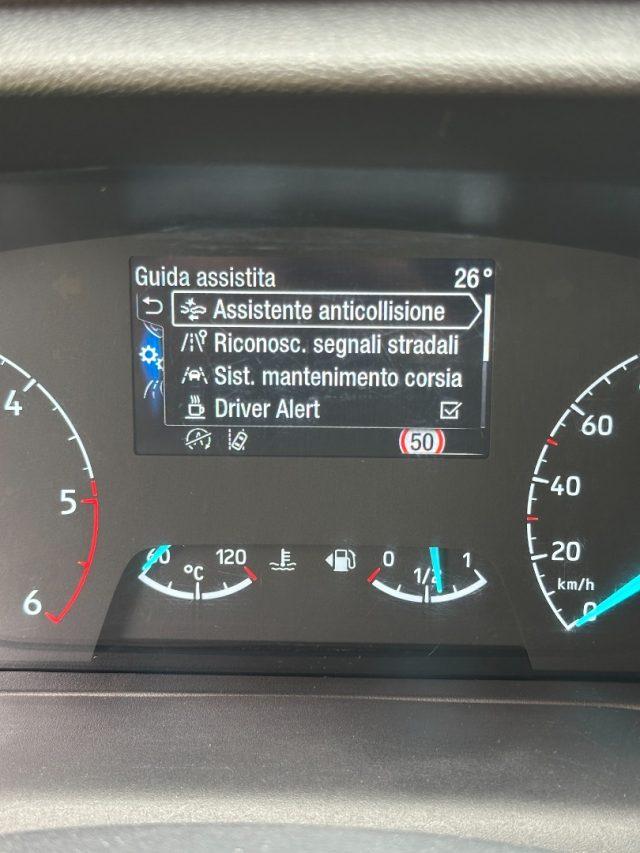 Guida assistita 26°
Assistente anticollisione
Riconosc. segnali stradali
Sist. mantenimento corsia
Driver Alert
A 50
4
5
6
60 120
°C
0 1/2 1
60
40
20
km/h
0